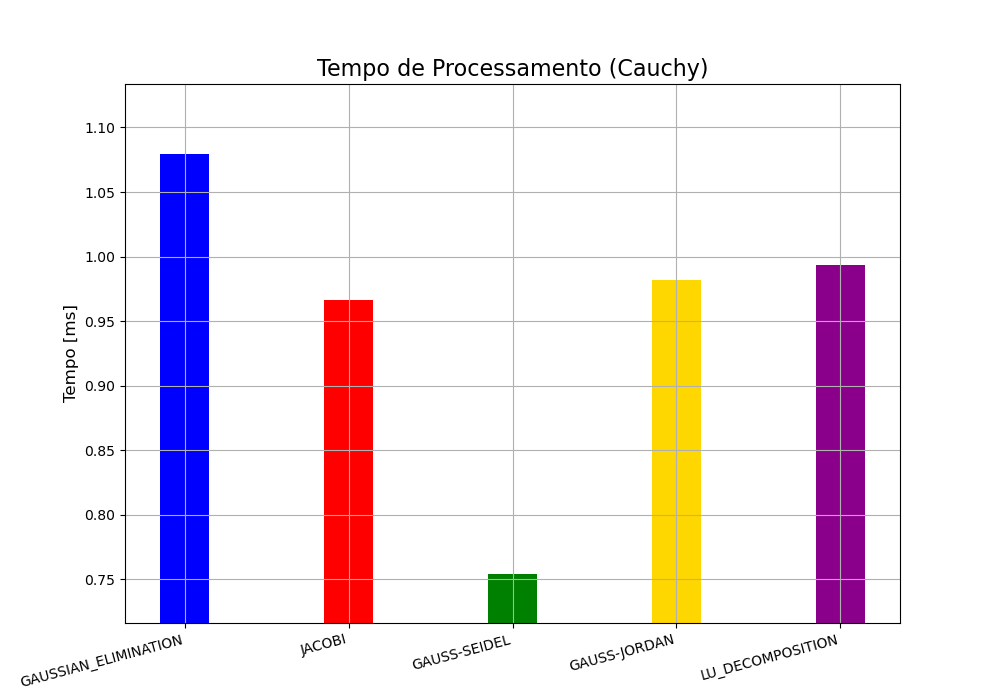 Tempo de Processamento (Cauchy)
Tempo [ms]
1.10
1.05
1.00
0.95
0.90
0.85
0.80
0.75
GAUSSIAN_ELIMINATION
JACOBI
GAUSS-SEIDEL
GAUSS-JORDAN
LU_DECOMPOSITION